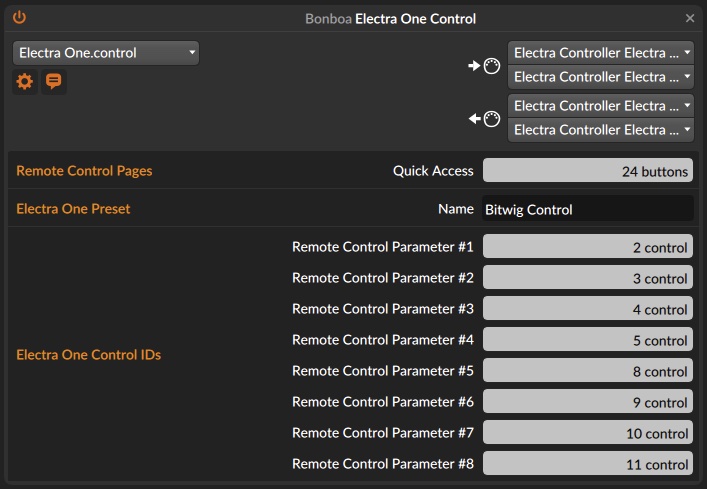 Bonboa Electra One Control
Electra One.control
Electra Controller Electra ...
Electra Controller Electra ...
Electra Controller Electra ...
Electra Controller Electra ...
Remote Control Pages Quick Access 24 buttons
Electra One Preset Name Bitwig Control
Electra One Control IDs
Remote Control Parameter #1 2 control
Remote Control Parameter #2 3 control
Remote Control Parameter #3 4 control
Remote Control Parameter #4 5 control
Remote Control Parameter #5 8 control
Remote Control Parameter #6 9 control
Remote Control Parameter #7 10 control
Remote Control Parameter #8 11 control